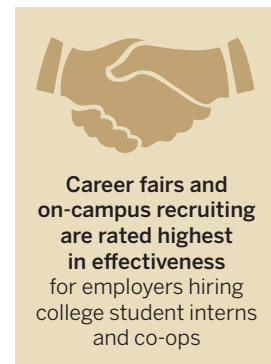 Career fairs and
on-campus recruiting
are rated highest
in effectiveness
for employers hiring
college student interns
and co-ops